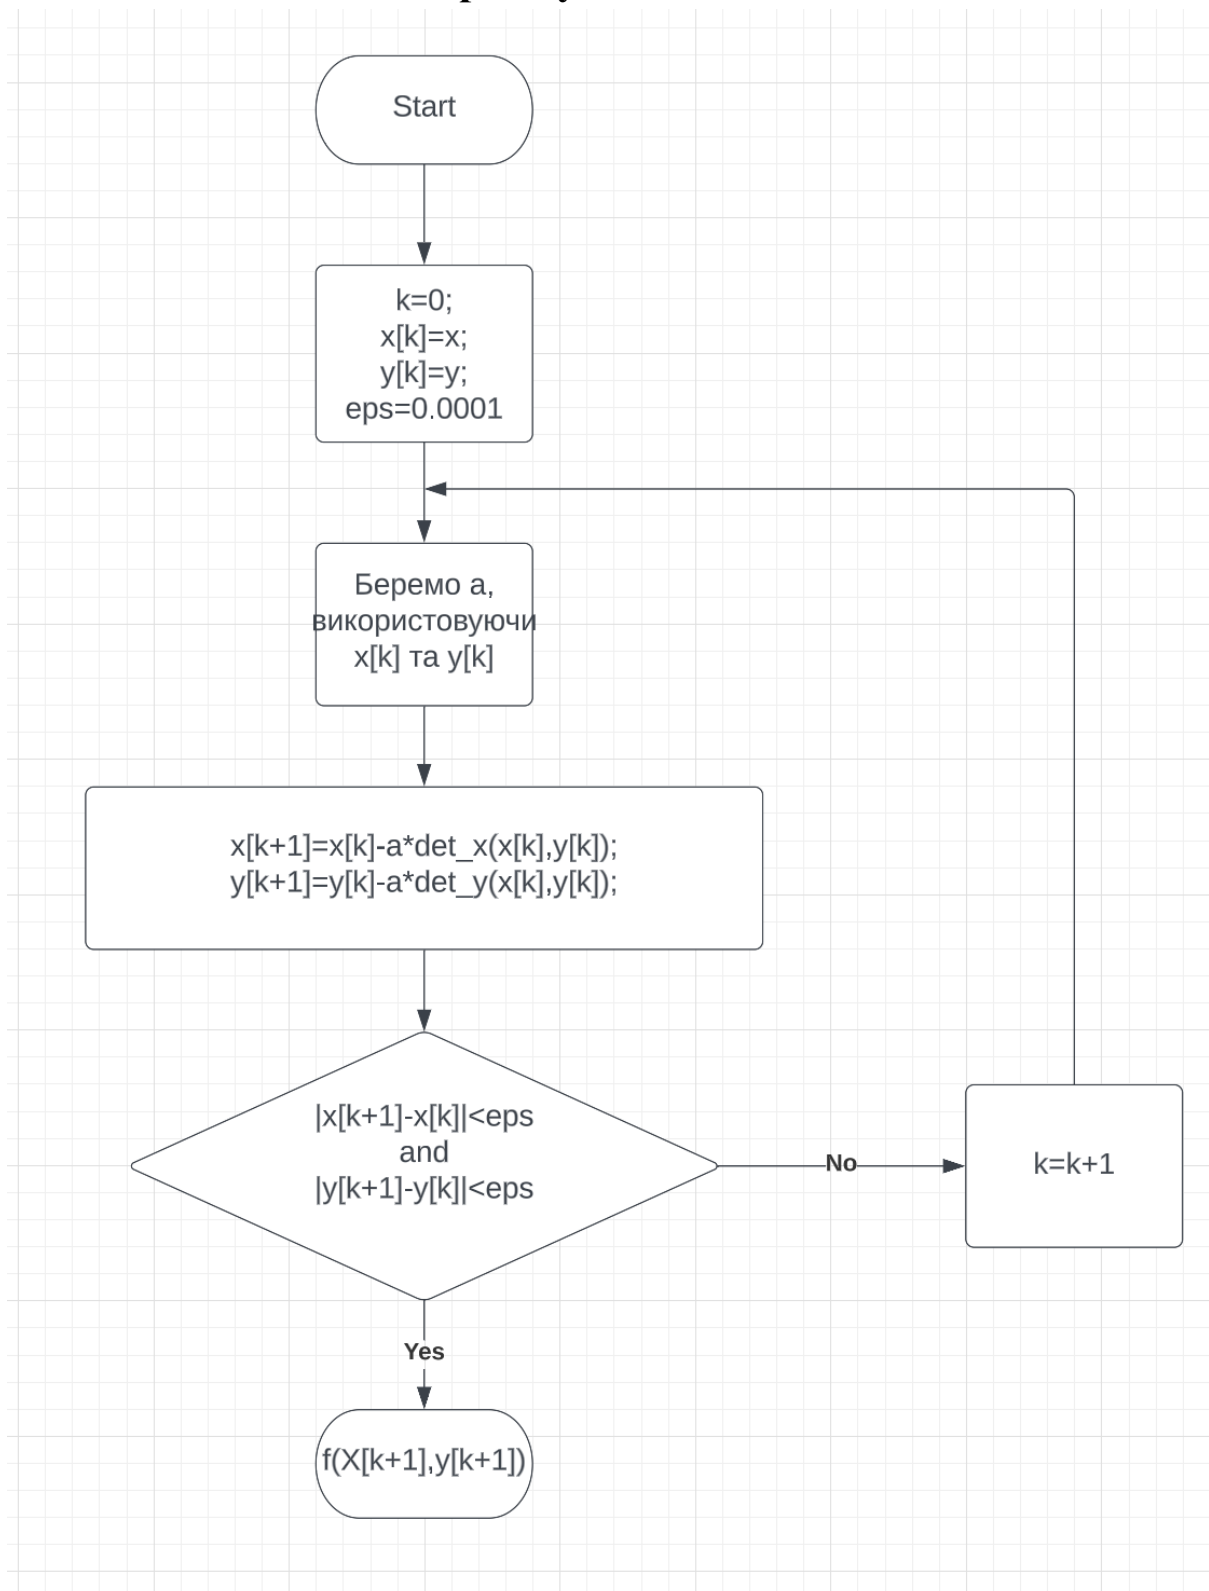 Start
k=0;
x[k]=x;
y[k]=y;
eps=0.0001
Беремо а,
використовуючи
x[k] та y[k]
x[k+1]=x[k]-a*det_x(x[k],y[k]);
y[k+1]=y[k]-a*det_y(x[k],y[k]);
|x[k+1]-x[k]|<eps
and
|y[k+1]-y[k]|<eps
No
k=k+1
Yes
f(X[k+1],y[k+1])